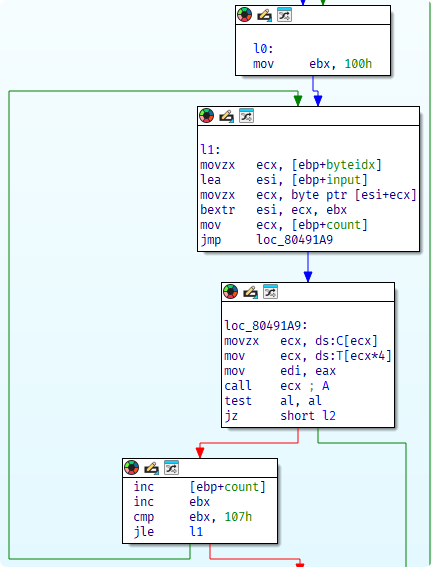 l0:
mov ebx, 100h
l1:
movzx ecx, [ebp+byteidx]
lea esi, [ebp+input]
movzx ecx, byte ptr [esi+ecx]
bextr esi, ecx, ebx
mov ecx, [ebp+count]
jmp loc_80491A9
loc_80491A9:
movzx ecx, ds:C[ecx]
mov ecx, ds:T[ecx*4]
mov edi, eax
call ecx ; A
test al, al
jz short l2
inc [ebp+count]
inc ebx
cmp ebx, 107h
jle l1